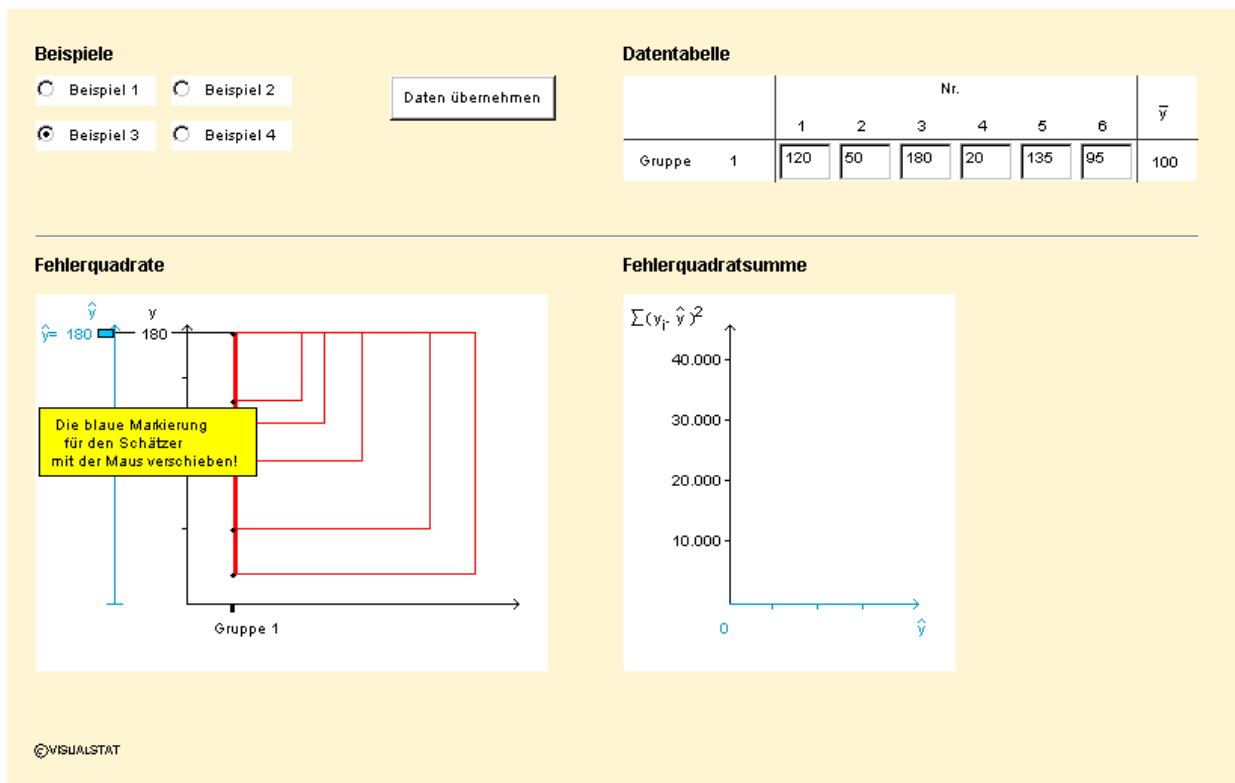 Beispiele
Beispiel 1 Beispiel 2
Beispiel 3 Beispiel 4
Daten übernehmen
Datentabelle
Nr.
1 2 3 4 5 6 y̅
Gruppe 1 120 50 180 20 135 95 100
Fehlerquadrate
ŷ y
ŷ= 180 180
Die blaue Markierung
für den Schätzer
mit der Maus verschieben!
Gruppe 1
Fehlerquadratsumme
∑(yi- ŷ)²
40.000
30.000
20.000
10.000
0 ŷ
©VISUALSTAT